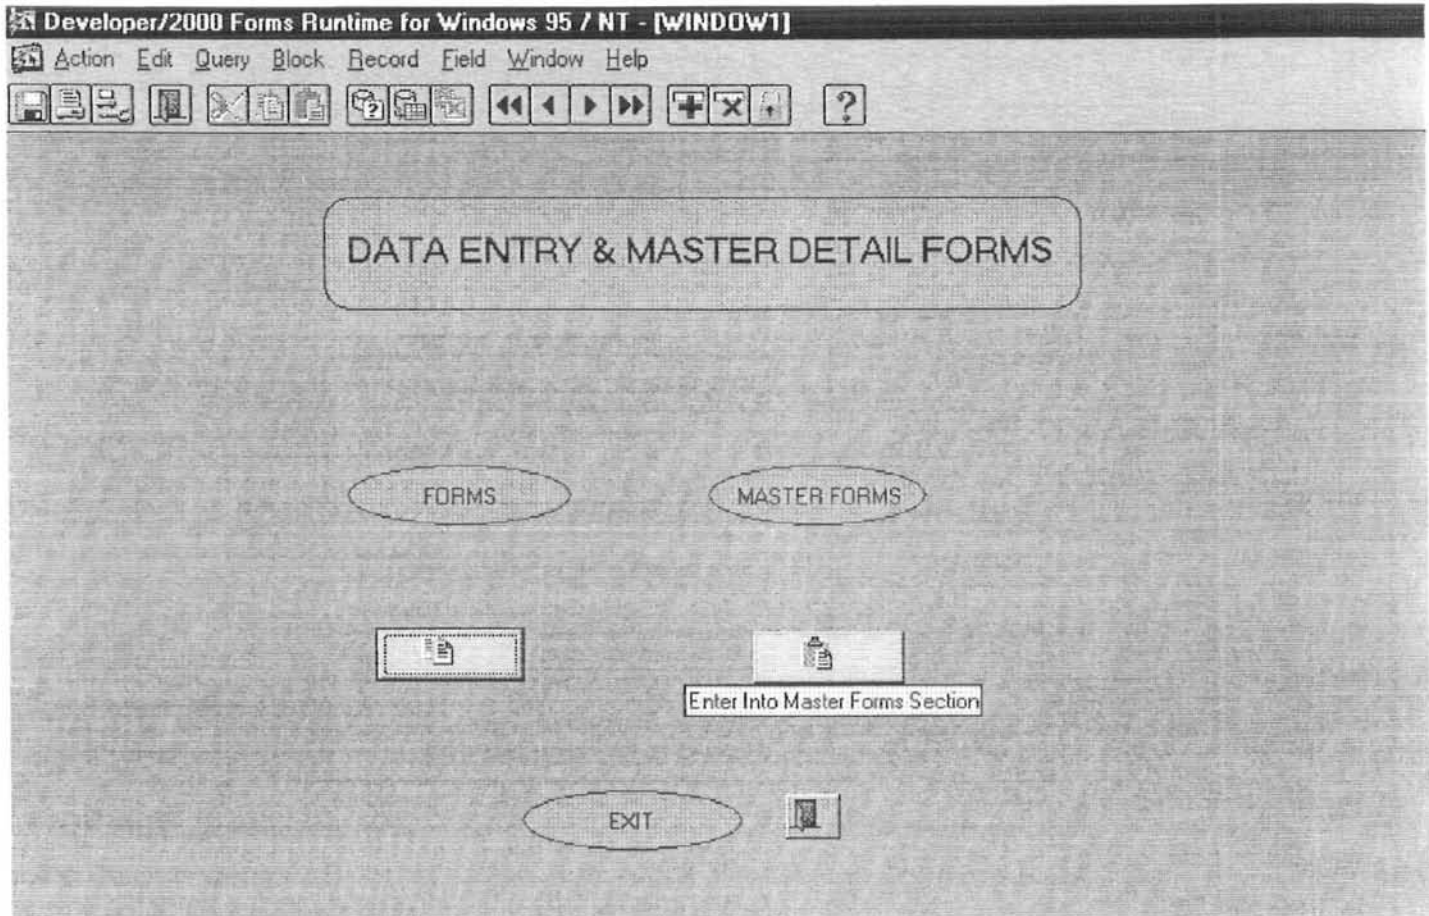 Developer/2000 Forms Runtime for Windows 95 / NT - [WINDOW1]
Action Edit Query Block Record Field Window Help
?
DATA ENTRY & MASTER DETAIL FORMS
FORMS MASTER FORMS
Enter Into Master Forms Section
EXIT